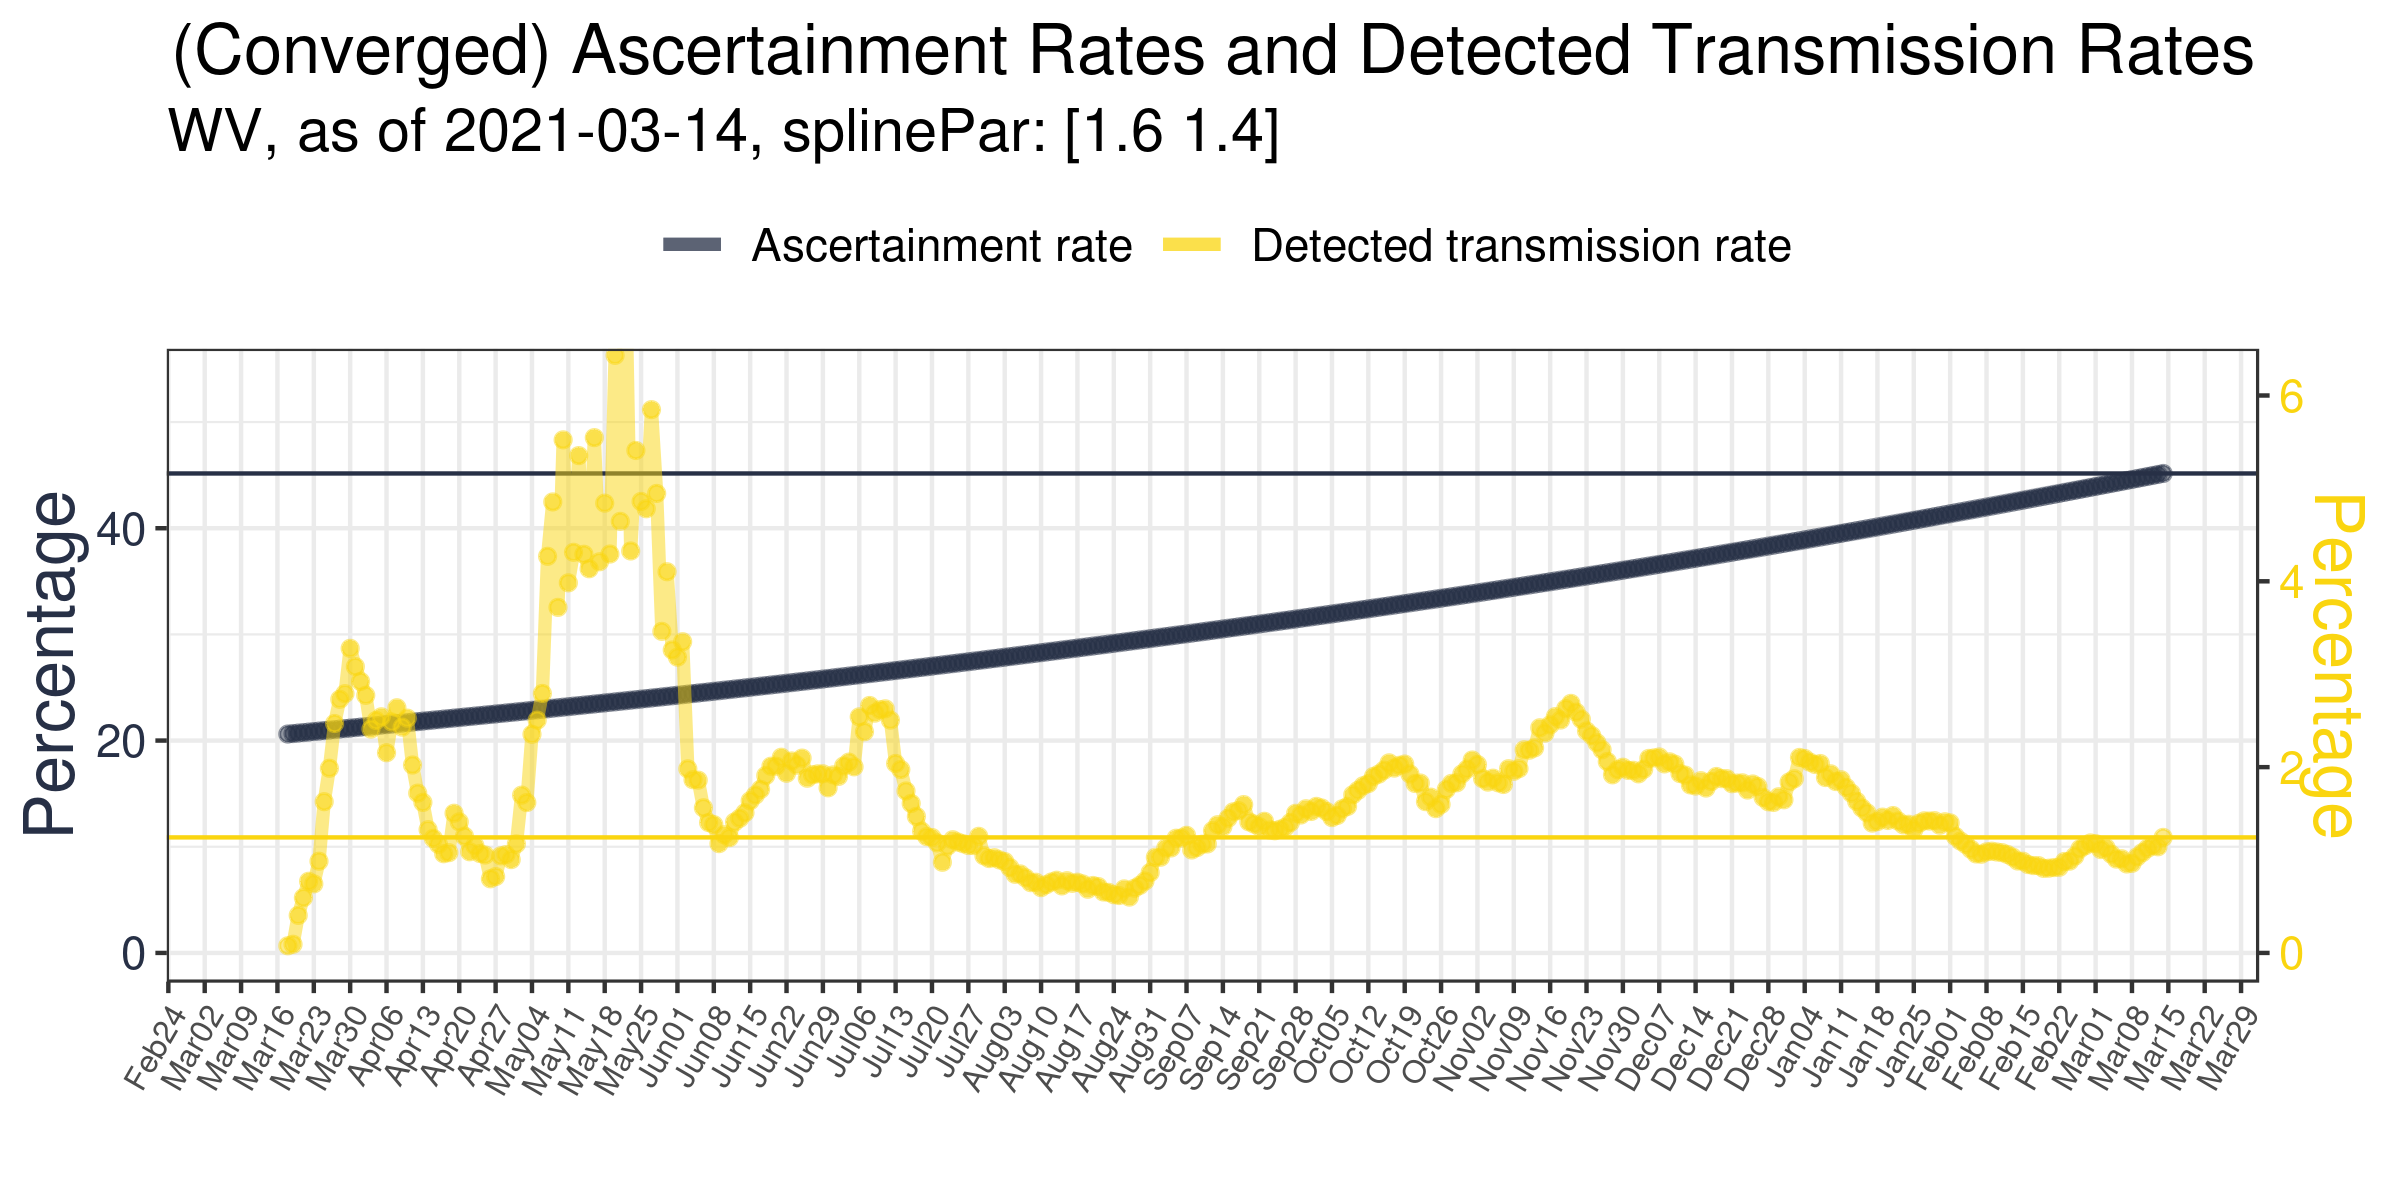 (Converged) Ascertainment Rates and Detected Transmission Rates
WV, as of 2021-03-14, splinePar: [1.6 1.4]
Ascertainment rate
Detected transmission rate
Percentage
40
20
0
6
4
2
0
Percentage
Feb24
Mar02
Mar09
Mar16
Mar23
Mar30
Apr06
Apr13
Apr20
Apr27
May04
May11
May18
May25
Jun01
Jun08
Jun15
Jun22
Jun29
Jul06
Jul13
Jul20
Jul27
Aug03
Aug10
Aug17
Aug24
Aug31
Sep07
Sep14
Sep21
Sep28
Oct05
Oct12
Oct19
Oct26
Nov02
Nov09
Nov16
Nov23
Nov30
Dec07
Dec14
Dec21
Dec28
Jan04
Jan11
Jan18
Jan25
Feb01
Feb08
Feb15
Feb22
Mar01
Mar08
Mar15
Mar22
Mar29